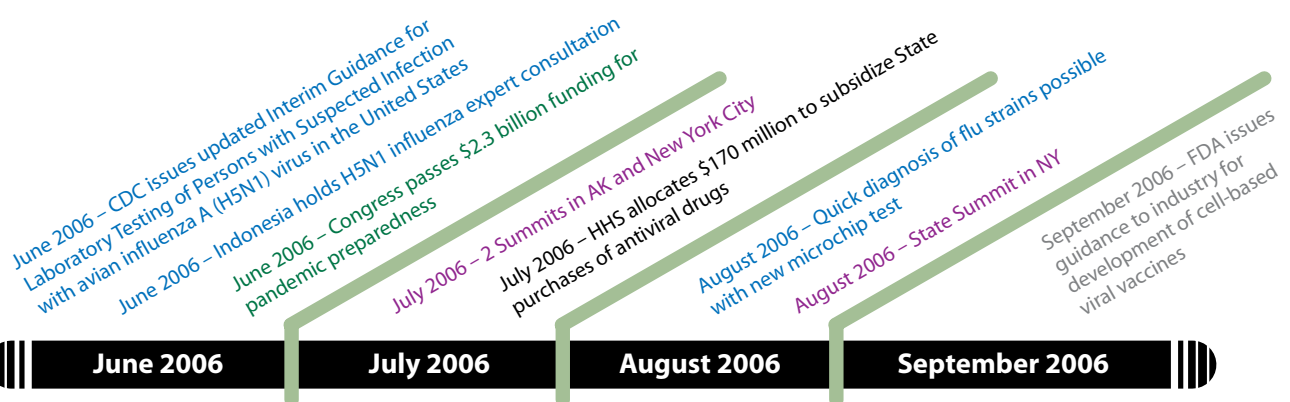 June 2006 – CDC issues updated Interim Guidance for
Laboratory Testing of Persons with Suspected Infection
with avian influenza A (H5N1) virus in the United States
June 2006 – Indonesia holds H5N1 influenza expert consultation
June 2006 – Congress passes $2.3 billion funding for
pandemic preparedness
July 2006 – 2 Summits in AK and New York City
July 2006 – HHS allocates $170 million to subsidize State
purchases of antiviral drugs
August 2006 – Quick diagnosis of flu strains possible
with new microchip test
August 2006 – State Summit in NY
September 2006 – FDA issues
guidance to industry for
development of cell-based
viral vaccines
June 2006
July 2006
August 2006
September 2006